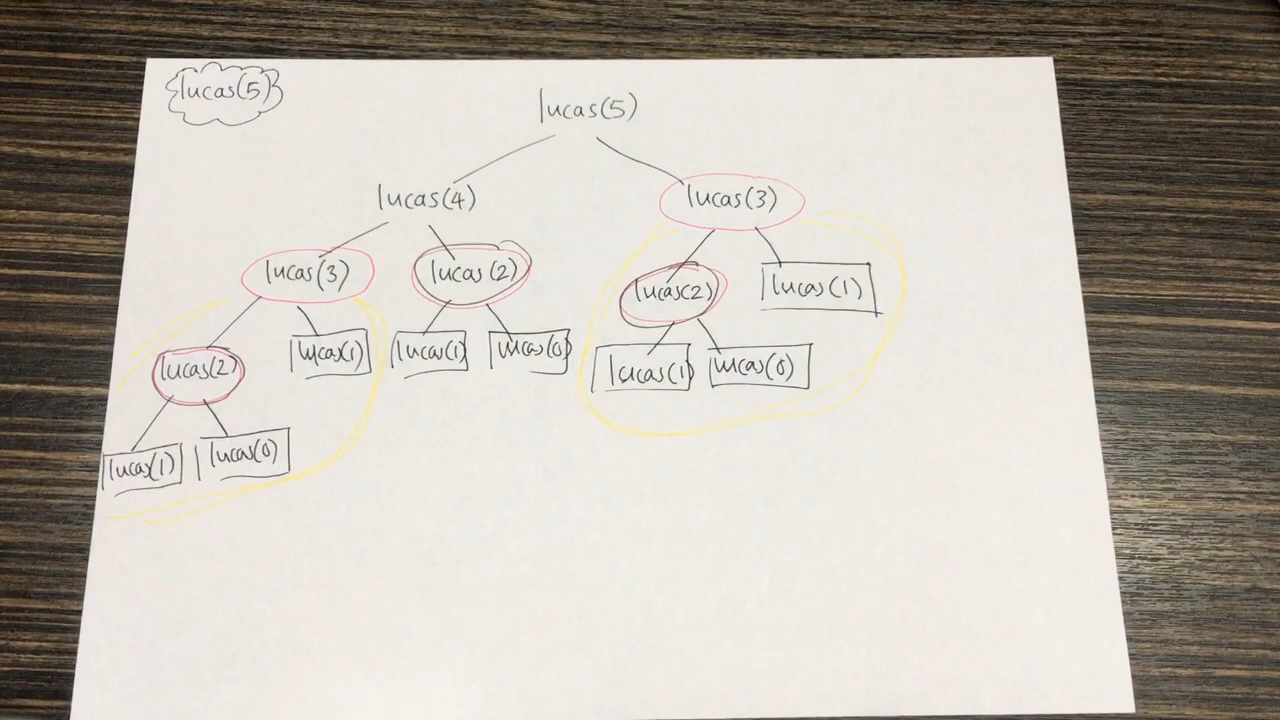 lucas(5)
lucas(5)
lucas(4) lucas(3)
lucas(3) lucas(2) lucas(2) lucas(1)
lucas(2) lucas(1) lucas(1) lucas(0) lucas(1) lucas(0)
lucas(1) lucas(0)